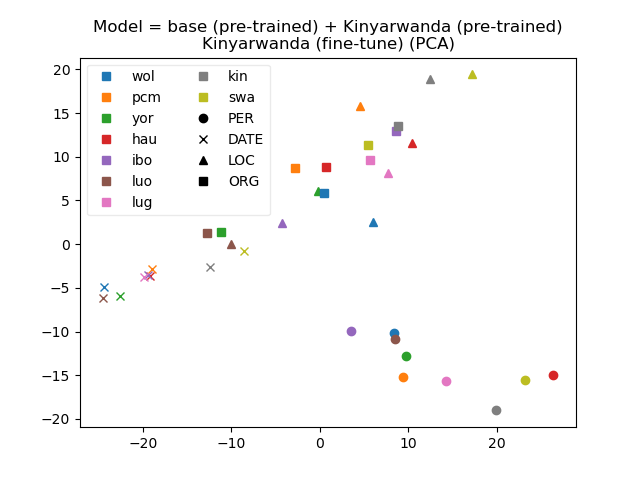 Model = base (pre-trained) + Kinyarwanda (pre-trained)
Kinyarwanda (fine-tune) (PCA)
20
15
10
5
0
−5
−10
−15
−20
wol
pcm
yor
hau
ibo
luo
lug
kin
swa
PER
DATE
LOC
ORG
−20
−10
0
10
20